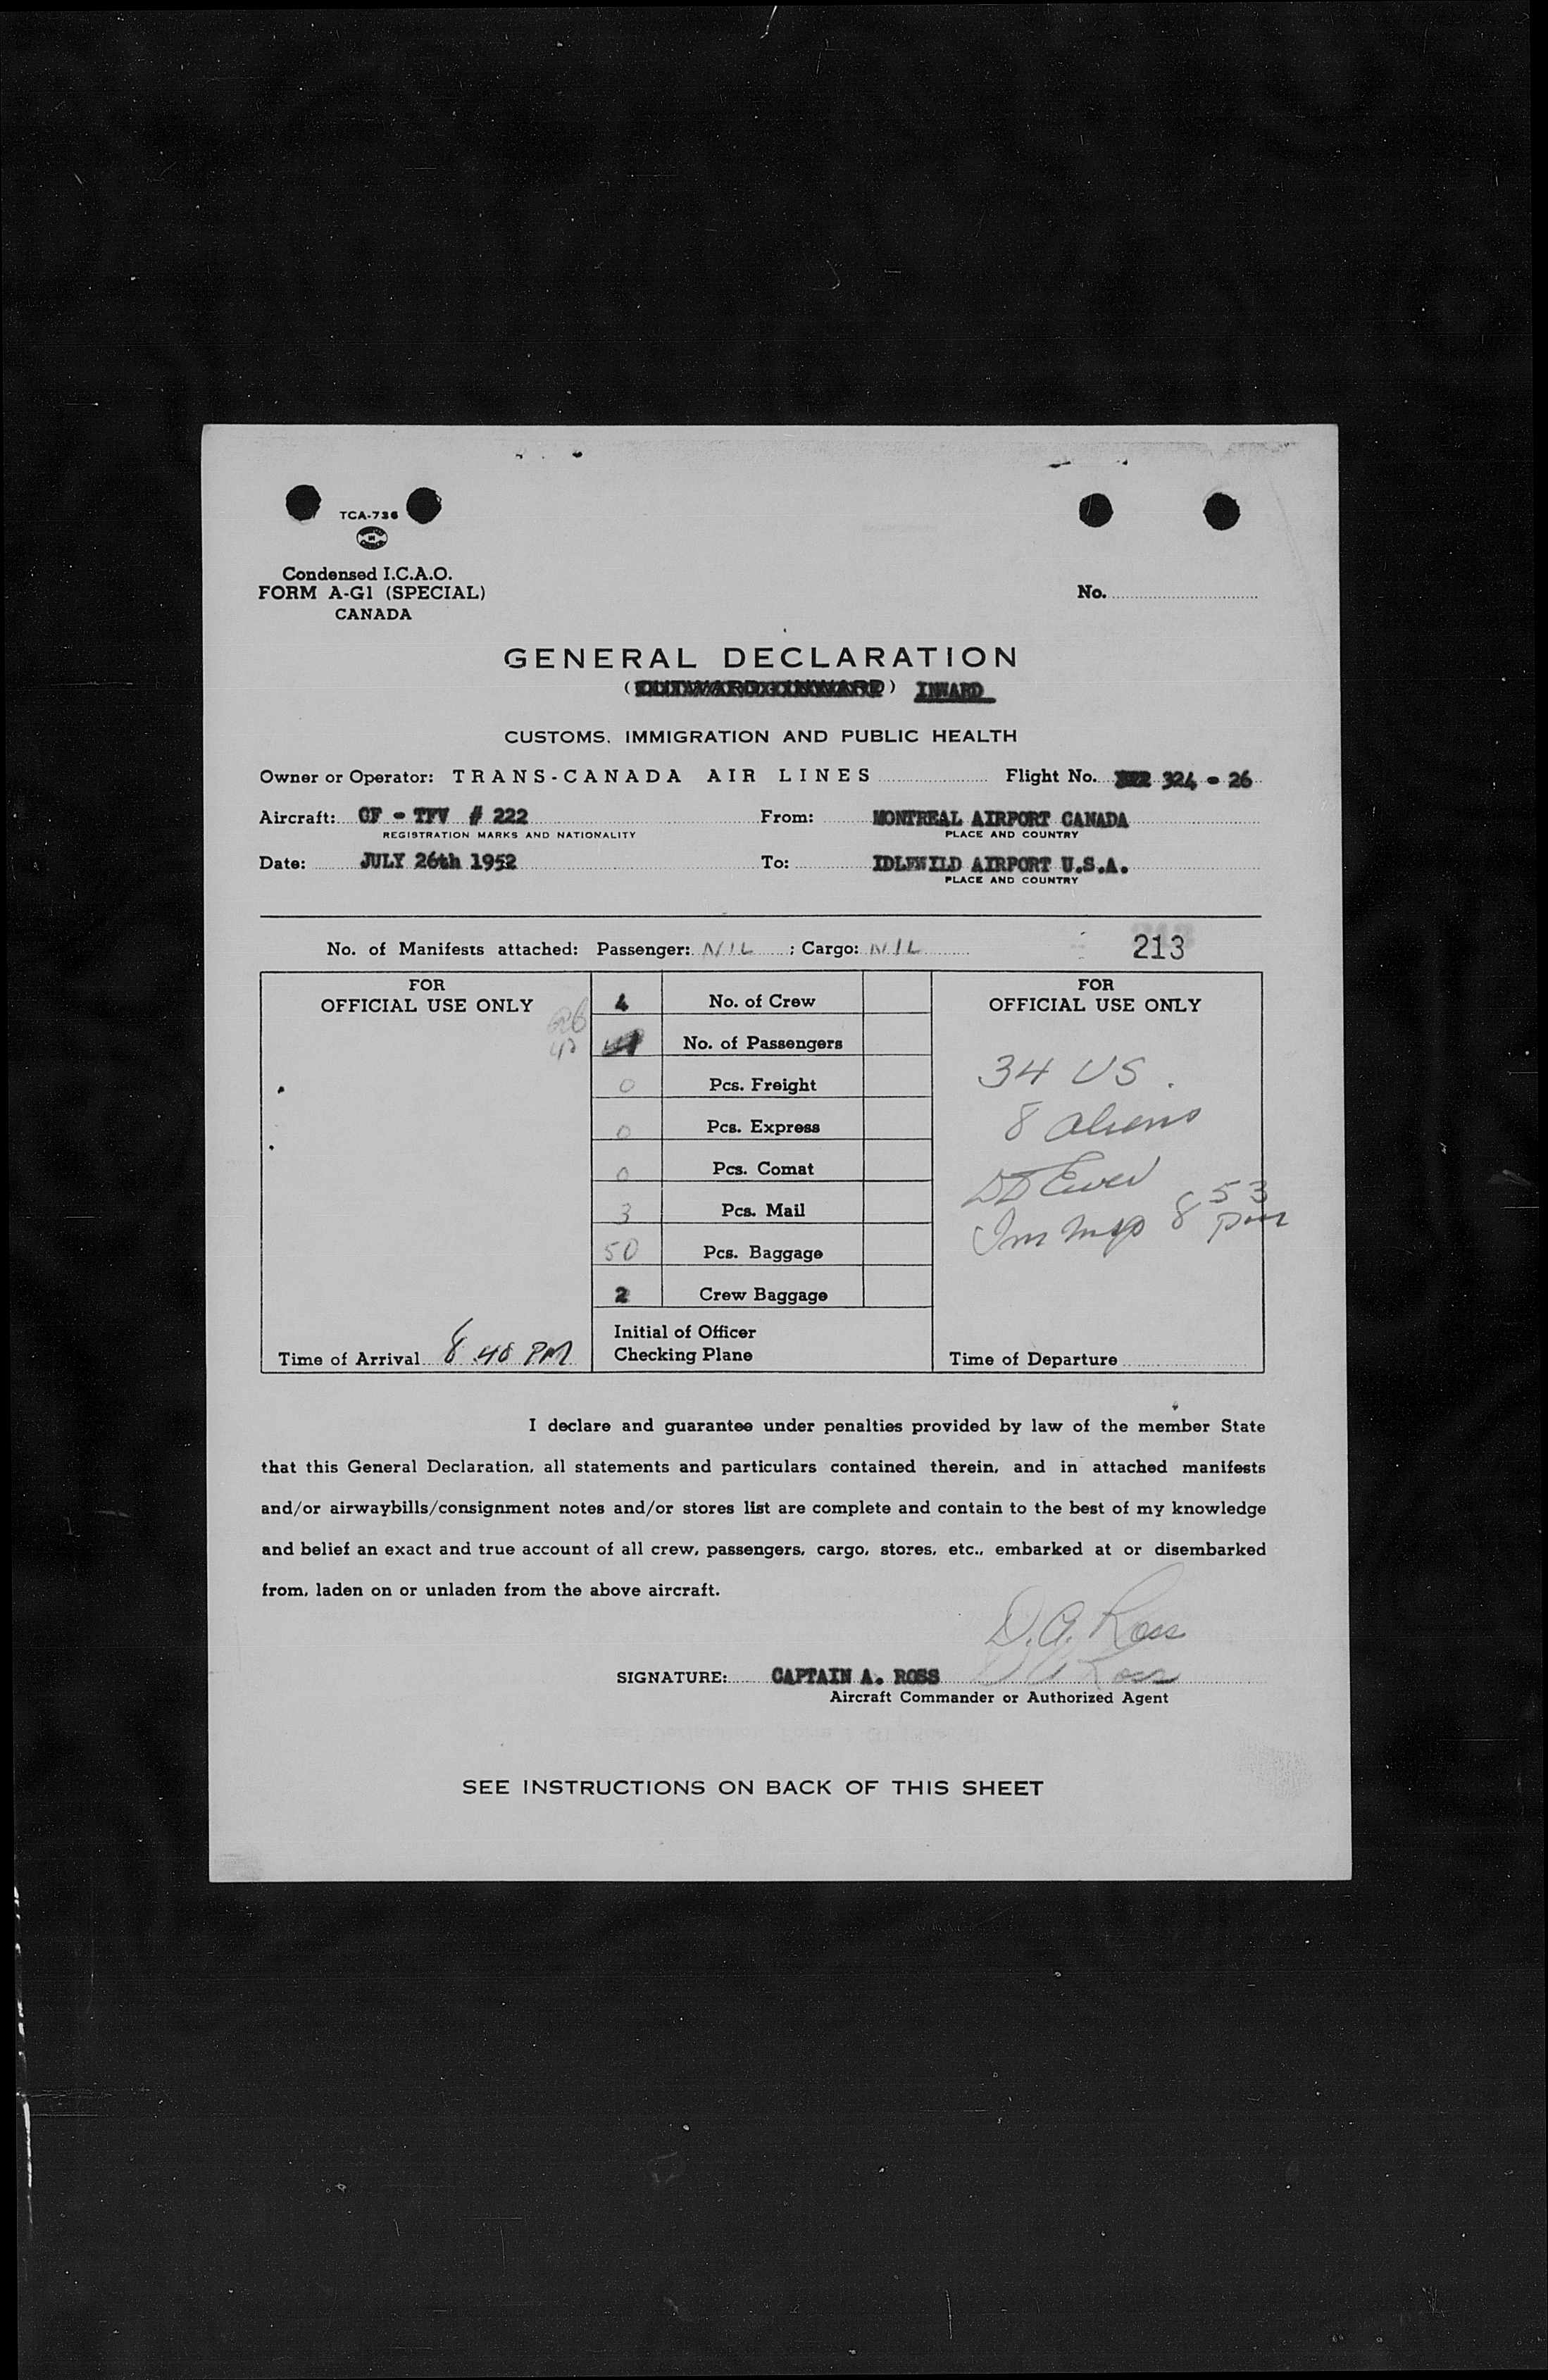 TCA-736
Condensed I.C.A.O.
FORM A-G1 (SPECIAL)
CANADA
No.
GENERAL DECLARATION
( ) INWARD
CUSTOMS, IMMIGRATION AND PUBLIC HEALTH
Owner or Operator: TRANS-CANADA AIR LINES Flight No. 324 - 26
Aircraft: CF - TFV # 222 From: MONTREAL AIRPORT CANADA
REGISTRATION MARKS AND NATIONALITY PLACE AND COUNTRY
Date: JULY 26th 1952 To: IDLEWILD AIRPORT U.S.A.
PLACE AND COUNTRY
No. of Manifests attached: Passenger: NIL ; Cargo: NIL 213
FOR
OFFICIAL USE ONLY
4 No. of Crew
42 No. of Passengers
0 Pcs. Freight
0 Pcs. Express
0 Pcs. Comat
3 Pcs. Mail
50 Pcs. Baggage
2 Crew Baggage
Initial of Officer
Checking Plane
Time of Arrival 8.40 PM
FOR
OFFICIAL USE ONLY
34 US.
8 aliens
Imm Insp 8 53 pm
Time of Departure
I declare and guarantee under penalties provided by law of the member State
that this General Declaration, all statements and particulars contained therein, and in attached manifests
and/or airwaybills/consignment notes and/or stores list are complete and contain to the best of my knowledge
and belief an exact and true account of all crew, passengers, cargo, stores, etc., embarked at or disembarked
from, laden on or unladen from the above aircraft.
D.A. Ross
SIGNATURE: CAPTAIN A. ROSS D A Ross
Aircraft Commander or Authorized Agent
SEE INSTRUCTIONS ON BACK OF THIS SHEET